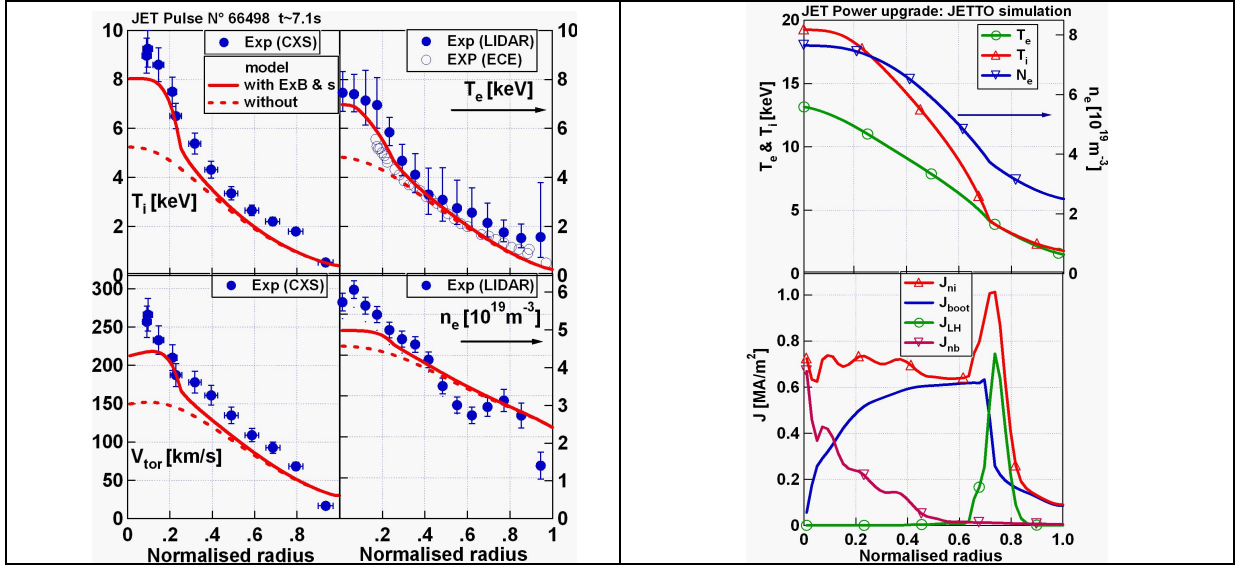 JET Pulse N° 66498 t~7.1s
10
8
6
4
2
0
Exp (CXS)
model
with ExB & s
without
T_i [keV]
Exp (LIDAR)
EXP (ECE)
T_e [keV]
10
8
6
4
2
0
300
250
200
150
100
50
0
Exp (CXS)
V_tor [km/s]
Exp (LIDAR)
n_e [10^19 m^-3]
6
5
4
3
2
1
0
0 .2 .4 .6 .8 0 .2 .4 .6 .8 1
Normalised radius Normalised radius
JET Power upgrade: JETTO simulation
20
15
10
5
0
T_e & T_i [keV]
T_e
T_i
N_e
8
6
4
2
0
n_e [10^19 m^-3]
1.0
0.8
0.6
0.4
0.2
0
J [MA/m^2]
J_ni
J_boot
J_LH
J_nb
0 0.2 0.4 0.6 0.8 1.0
Normalised radius